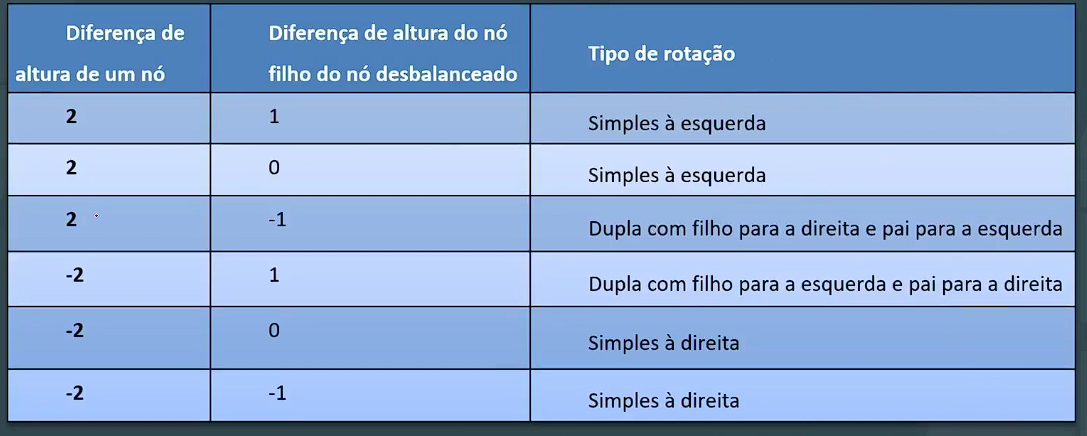 Diferença de
altura de um nó
Diferença de altura do nó
filho do nó desbalanceado
Tipo de rotação
2
1
Simples à esquerda
2
0
Simples à esquerda
2
-1
Dupla com filho para a direita e pai para a esquerda
-2
1
Dupla com filho para a esquerda e pai para a direita
-2
0
Simples à direita
-2
-1
Simples à direita